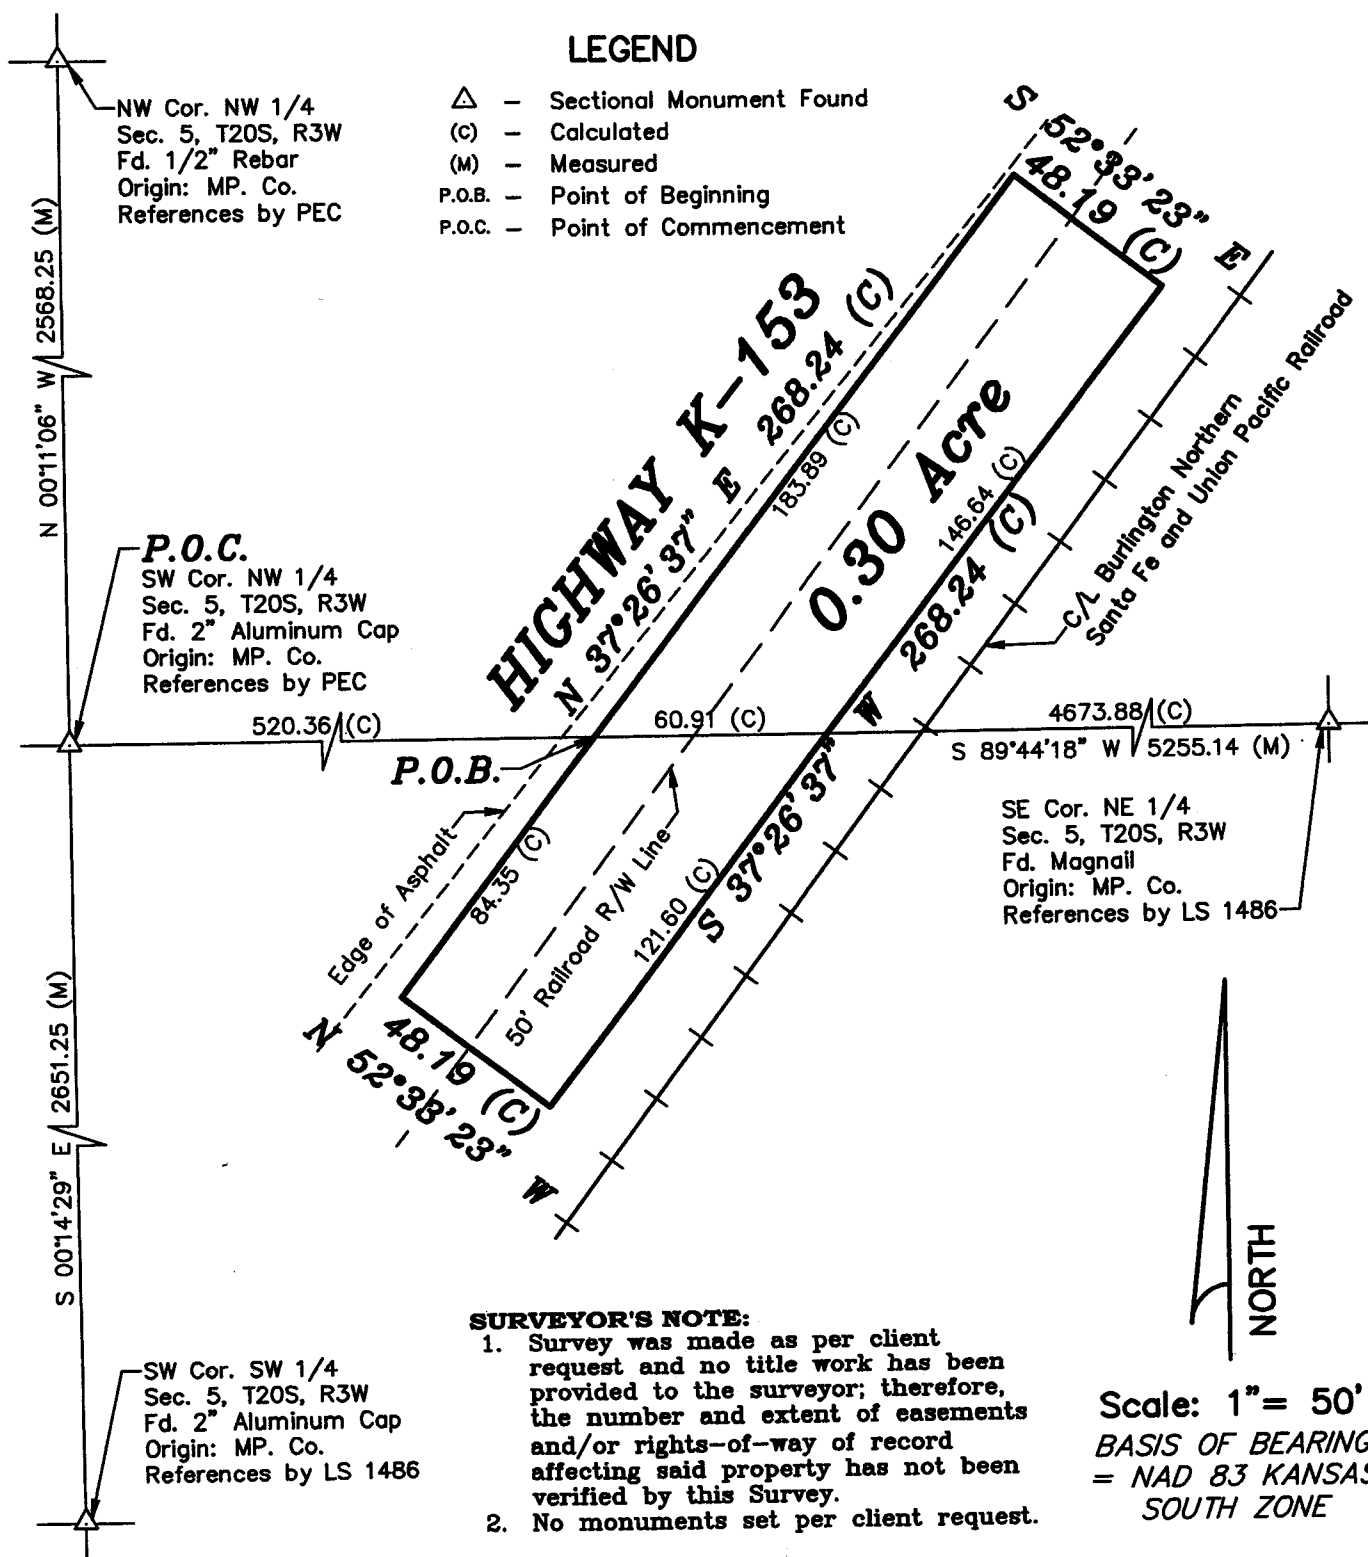 LEGEND
△ – Sectional Monument Found
(C) – Calculated
(M) – Measured
P.O.B. – Point of Beginning
P.O.C. – Point of Commencement
NW Cor. NW 1/4
Sec. 5, T20S, R3W
Fd. 1/2" Rebar
Origin: MP. Co.
References by PEC
N 00°11'06" W 2568.25 (M)
S 52°33'23" E
48.19 (C)
HIGHWAY K-153
N 37°26'37" E 268.24 (C)
183.89 (C)
0.30 Acre
146.64 (C)
S 37°26'37" W 268.24 (C)
C/L Burlington Northern
Santa Fe and Union Pacific Railroad
P.O.C.
SW Cor. NW 1/4
Sec. 5, T20S, R3W
Fd. 2" Aluminum Cap
Origin: MP. Co.
References by PEC
520.36 (C)
60.91 (C)
4673.88 (C)
S 89°44'18" W 5255.14 (M)
P.O.B.
SE Cor. NE 1/4
Sec. 5, T20S, R3W
Fd. Magnail
Origin: MP. Co.
References by LS 1486
Edge of Asphalt
84.35 (C)
50' Railroad R/W Line
121.60 (C)
48.19 (C)
N 52°33'23" W
S 00°14'29" E 2651.25 (M)
NORTH
SW Cor. SW 1/4
Sec. 5, T20S, R3W
Fd. 2" Aluminum Cap
Origin: MP. Co.
References by LS 1486
SURVEYOR'S NOTE:
1. Survey was made as per client
request and no title work has been
provided to the surveyor; therefore,
the number and extent of easements
and/or rights-of-way of record
affecting said property has not been
verified by this Survey.
2. No monuments set per client request.
Scale: 1"= 50'
BASIS OF BEARING
= NAD 83 KANSAS
SOUTH ZONE